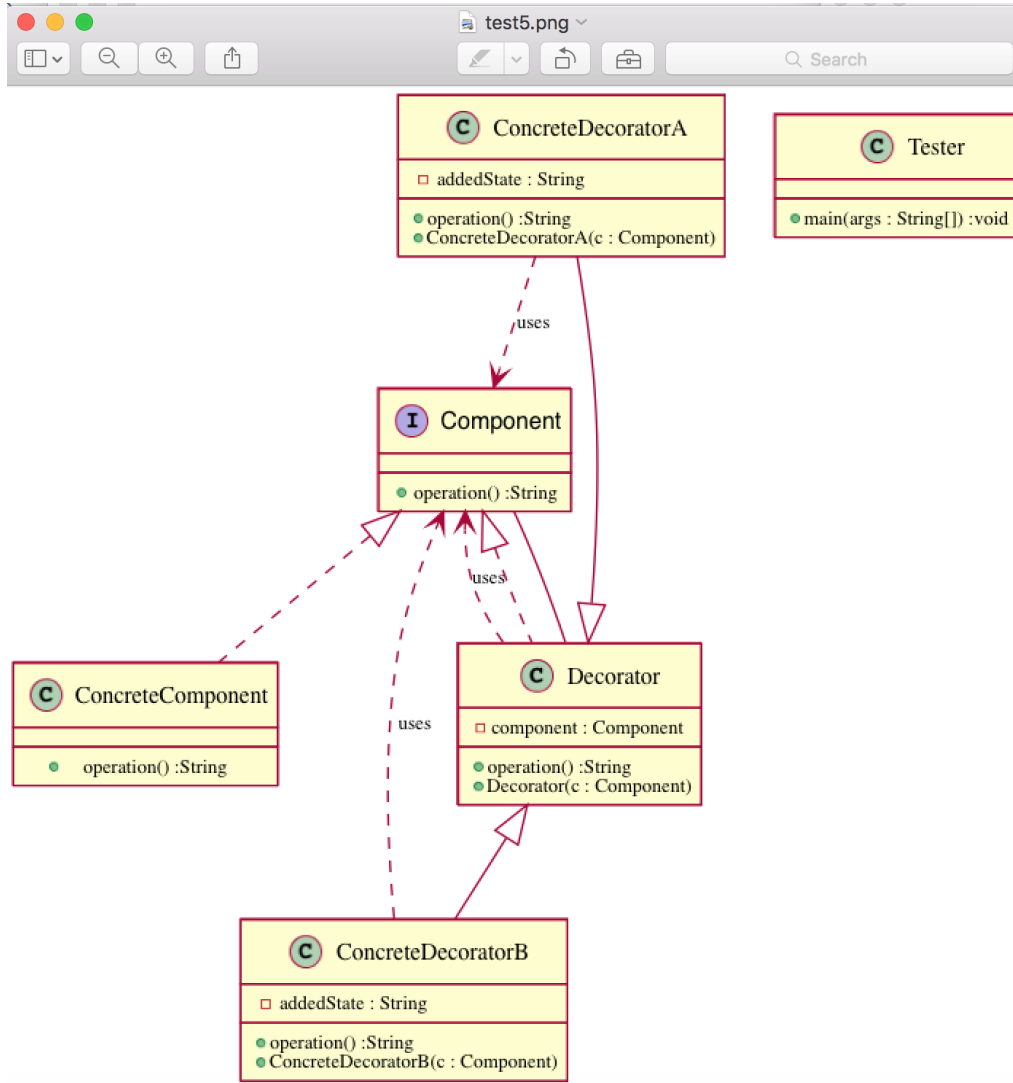 test5.png
Search
C ConcreteDecoratorA
addedState : String
operation() :String
ConcreteDecoratorA(c : Component)
C Tester
main(args : String[]) :void
uses
I Component
operation() :String
uses
C ConcreteComponent
operation() :String
uses
C Decorator
component : Component
operation() :String
Decorator(c : Component)
C ConcreteDecoratorB
addedState : String
operation() :String
ConcreteDecoratorB(c : Component)